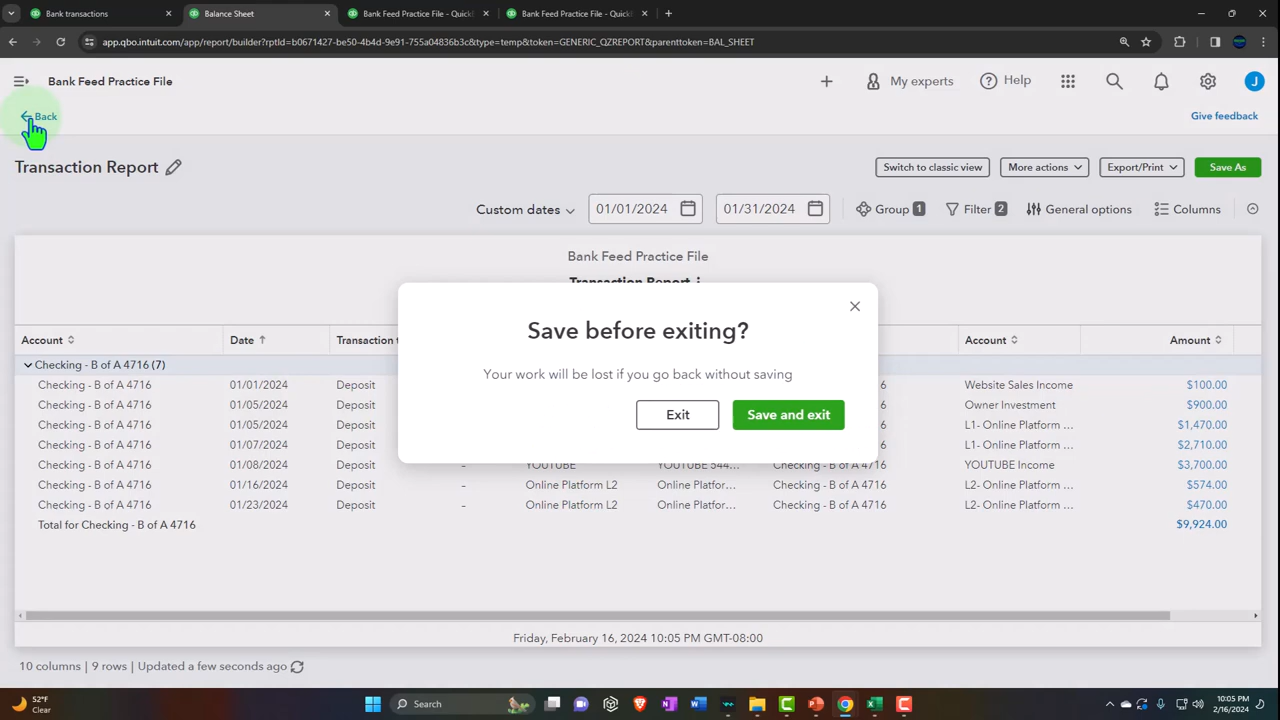 Bank transactions
Balance Sheet
Bank Feed Practice File - QuickB
Bank Feed Practice File - QuickB
app.qbo.intuit.com/app/report/builder?rptId=b0671427-be50-4b4d-9e91-755a04836b3c&type=temp&token=GENERIC_QZREPORT&parenttoken=BAL_SHEET
Bank Feed Practice File
My experts
Help
J
Back
Give feedback
Transaction Report
Switch to classic view
More actions
Export/Print
Save As
Custom dates
01/01/2024
01/31/2024
Group 1
Filter 2
General options
Columns
Bank Feed Practice File
Transaction Report
Save before exiting?
Your work will be lost if you go back without saving
Exit
Save and exit
Account Date Transaction t Account Amount
Checking - B of A 4716 (7)
Checking - B of A 4716 01/01/2024 Deposit 6 Website Sales Income $100.00
Checking - B of A 4716 01/05/2024 Deposit 6 Owner Investment $900.00
Checking - B of A 4716 01/05/2024 Deposit 6 L1- Online Platform ... $1,470.00
Checking - B of A 4716 01/07/2024 Deposit 6 L1- Online Platform ... $2,710.00
Checking - B of A 4716 01/08/2024 Deposit – YOUTUBE YOUTUBE 544... Checking - B of A 4716 YOUTUBE Income $3,700.00
Checking - B of A 4716 01/16/2024 Deposit – Online Platform L2 Online Platfor... Checking - B of A 4716 L2- Online Platform ... $574.00
Checking - B of A 4716 01/23/2024 Deposit – Online Platform L2 Online Platfor... Checking - B of A 4716 L2- Online Platform ... $470.00
Total for Checking - B of A 4716 $9,924.00
Friday, February 16, 2024 10:05 PM GMT-08:00
10 columns | 9 rows | Updated a few seconds ago
52°F
Clear
Search
10:05 PM
2/16/2024